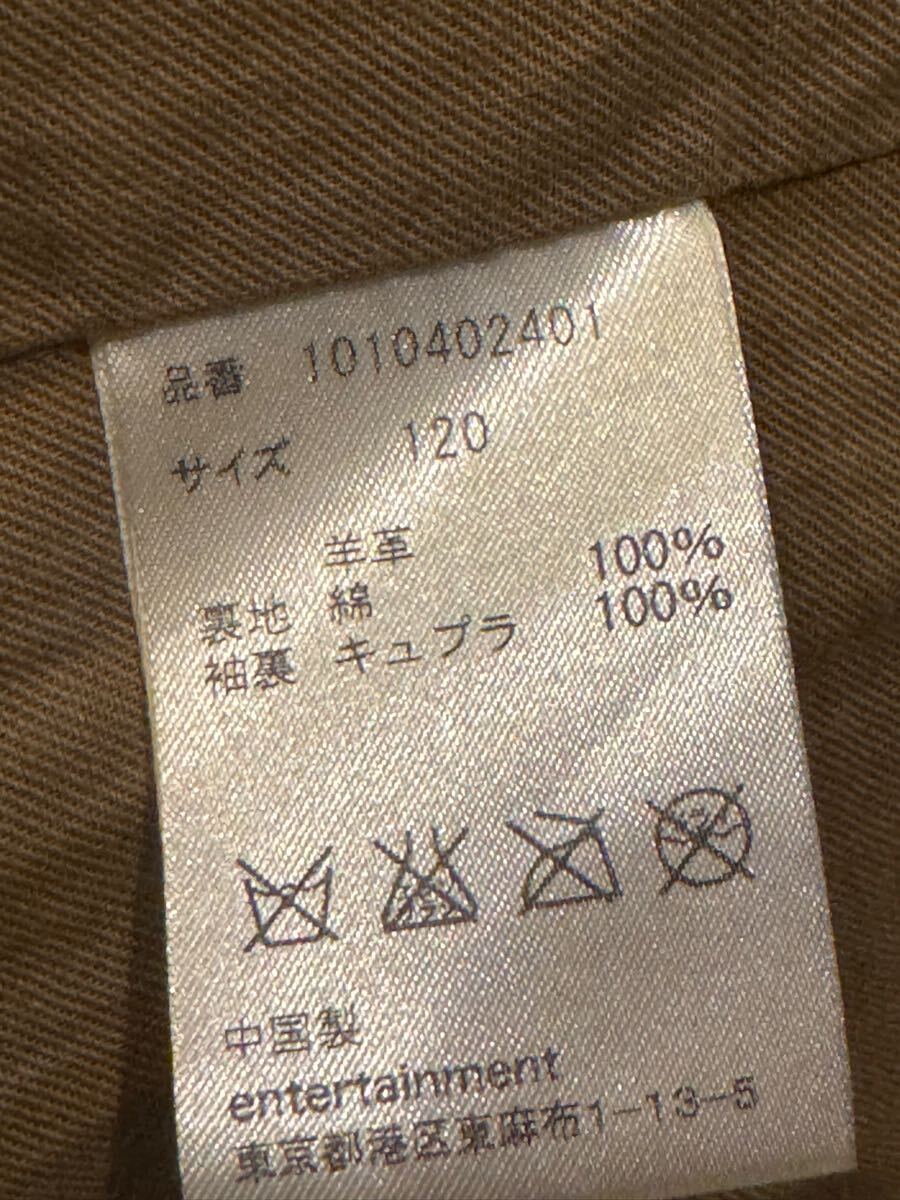 品番 1010402401
サイズ 120
羊革
裏地 綿 100%
袖裏 キュプラ 100%
中国製
entertainment
東京都港区東麻布1-13-5